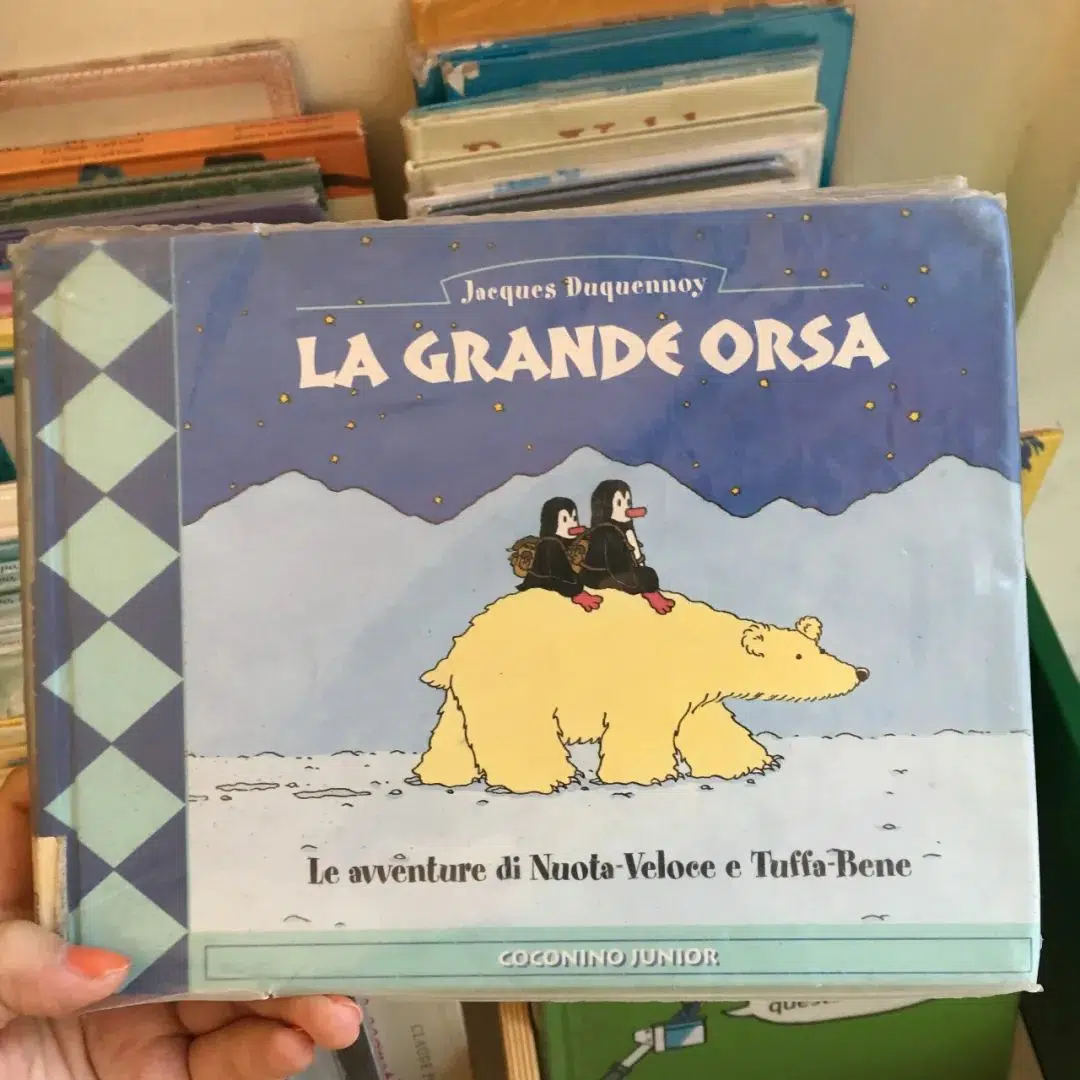 Jacques Duquennoy
LA GRANDE ORSA
Le avventure di Nuota-Veloce e Tuffa-Bene
COCONINO JUNIOR